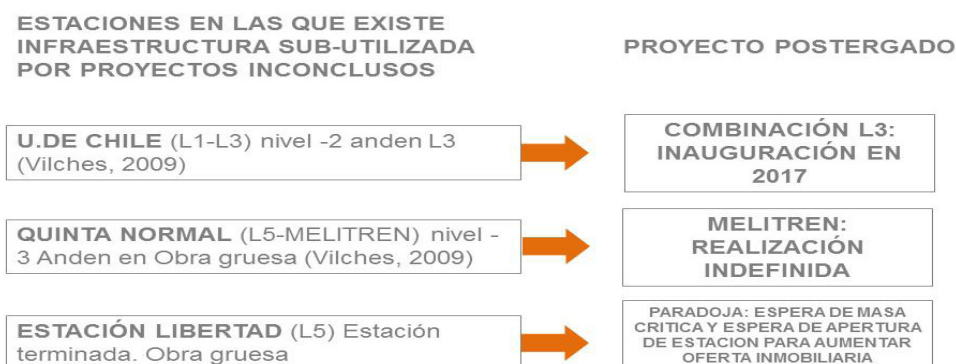 ESTACIONES EN LAS QUE EXISTE
INFRAESTRUCTURA SUB-UTILIZADA
POR PROYECTOS INCONCLUSOS
PROYECTO POSTERGADO
U.DE CHILE (L1-L3) nivel -2 anden L3
(Vilches, 2009)
COMBINACIÓN L3:
INAUGURACIÓN EN
2017
QUINTA NORMAL (L5-MELITREN) nivel -
3 Anden en Obra gruesa (Vilches, 2009)
MELITREN:
REALIZACIÓN
INDEFINIDA
ESTACIÓN LIBERTAD (L5) Estación
terminada. Obra gruesa
PARADOJA: ESPERA DE MASA
CRITICA Y ESPERA DE APERTURA
DE ESTACION PARA AUMENTAR
OFERTA INMOBILIARIA